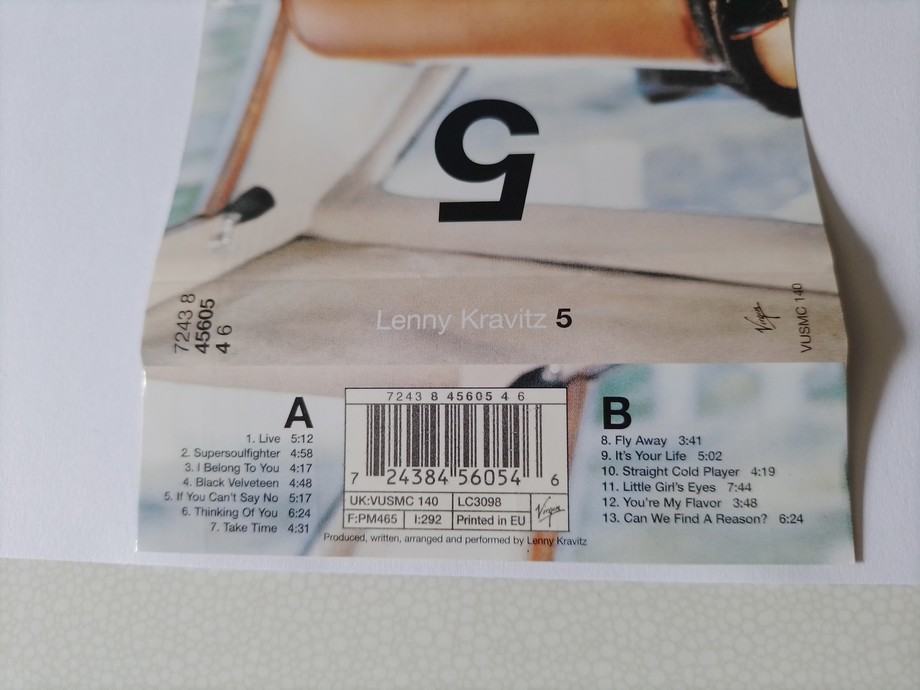 5
7243 8
45605
4 6
Lenny Kravitz 5
Virgin
VUSMC 140
A
1. Live 5:12
2. Supersoulfighter 4:58
3. I Belong To You 4:17
4. Black Velveteen 4:48
5. If You Can't Say No 5:17
6. Thinking Of You 6:24
7. Take Time 4:31
7243 8 45605 4 6
7 24384 56054 6
UK:VUSMC 140 LC3098
F:PM465 I:292 Printed in EU
Virgin
Produced, written, arranged and performed by Lenny Kravitz
B
8. Fly Away 3:41
9. It's Your Life 5:02
10. Straight Cold Player 4:19
11. Little Girl's Eyes 7:44
12. You're My Flavor 3:48
13. Can We Find A Reason? 6:24